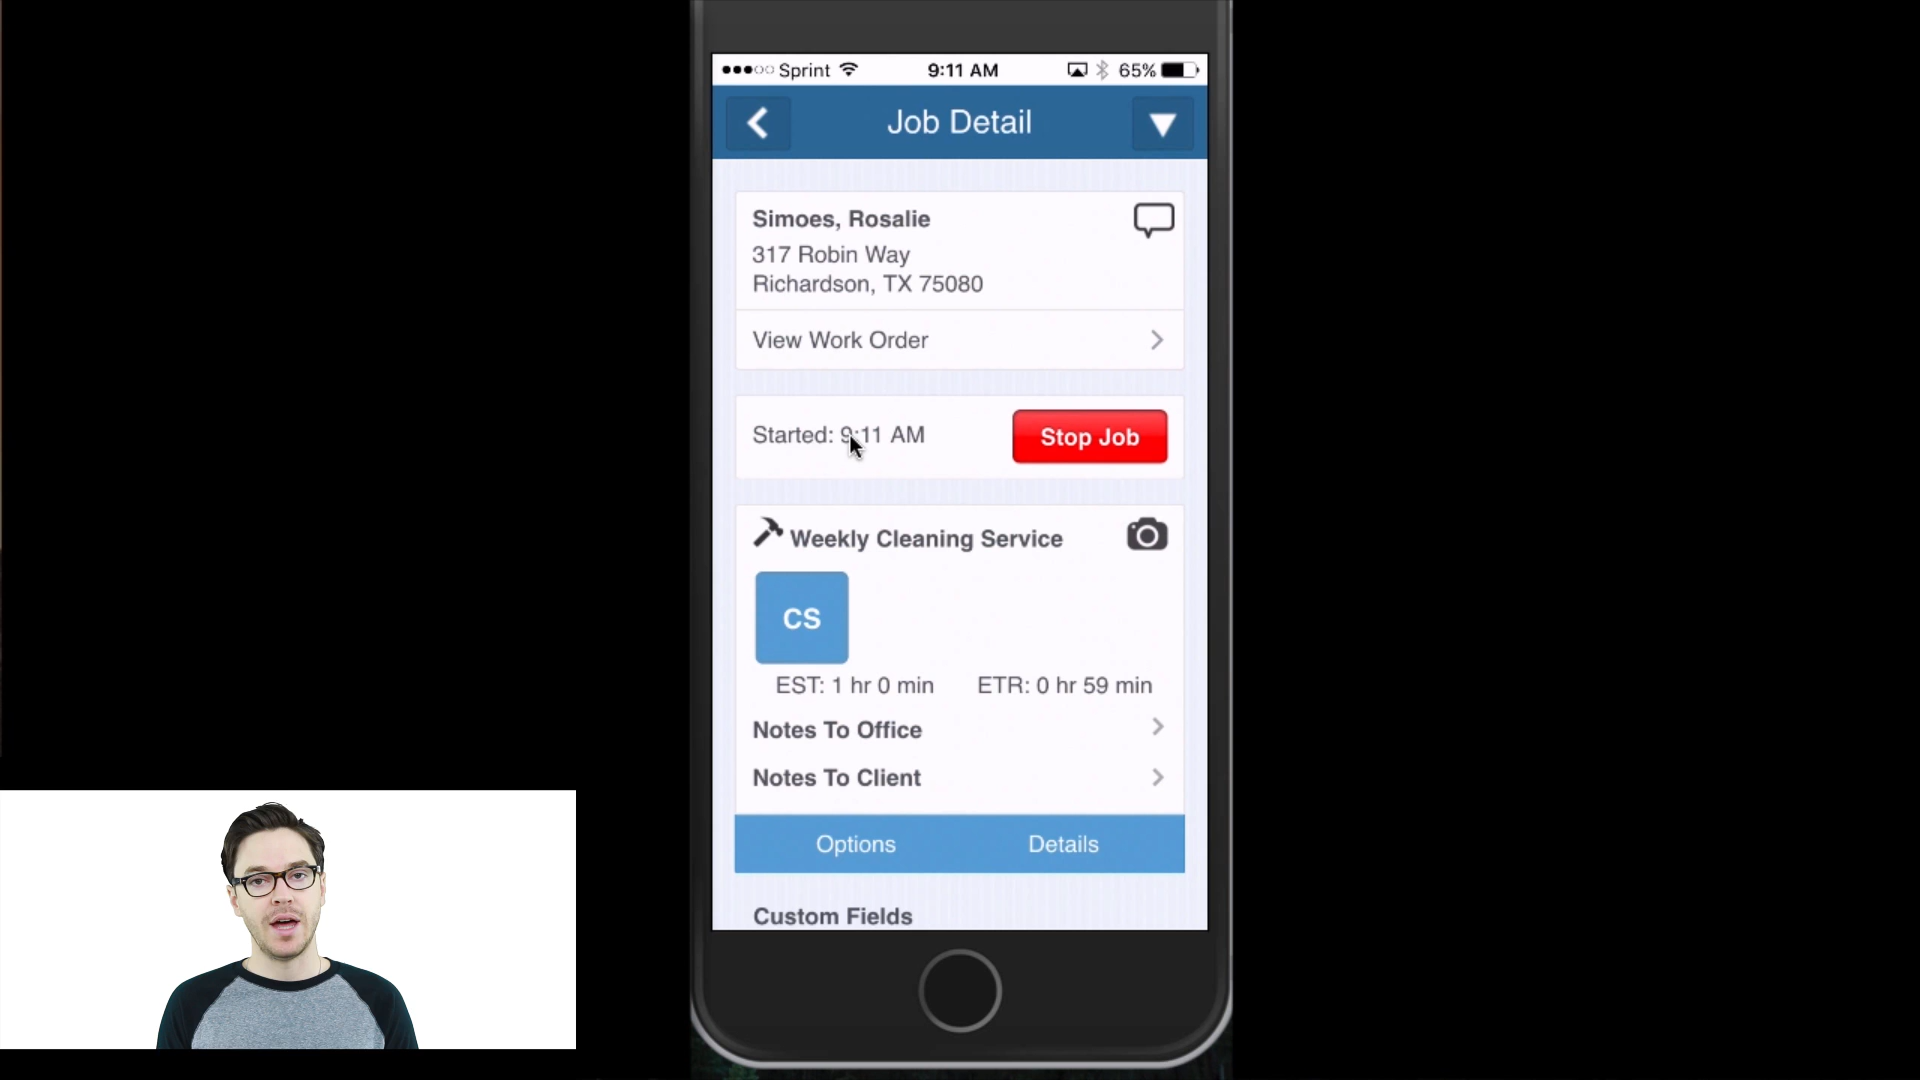 Sprint 9:11 AM 65%
Job Detail
Simoes, Rosalie
317 Robin Way
Richardson, TX 75080
View Work Order
Started: 9:11 AM Stop Job
Weekly Cleaning Service
CS
EST: 1 hr 0 min ETR: 0 hr 59 min
Notes To Office
Notes To Client
Options Details
Custom Fields